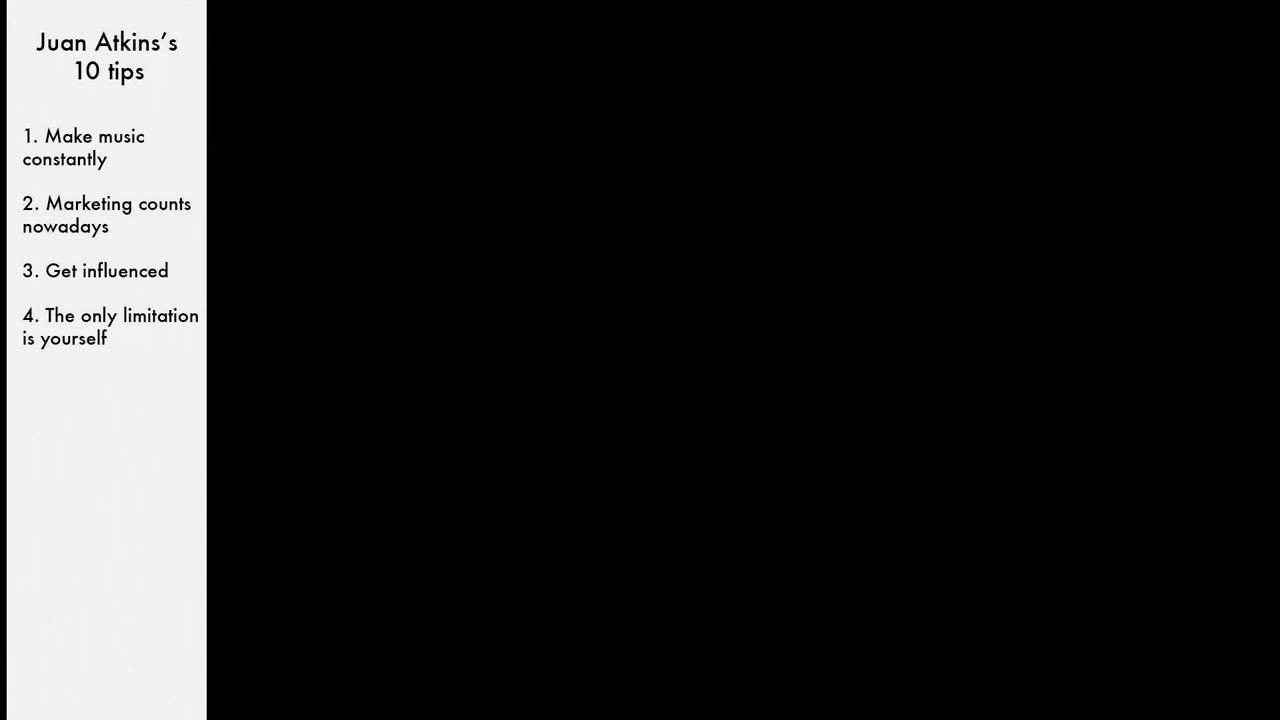 Juan Atkins’s
10 tips
1. Make music
constantly
2. Marketing counts
nowadays
3. Get influenced
4. The only limitation
is yourself